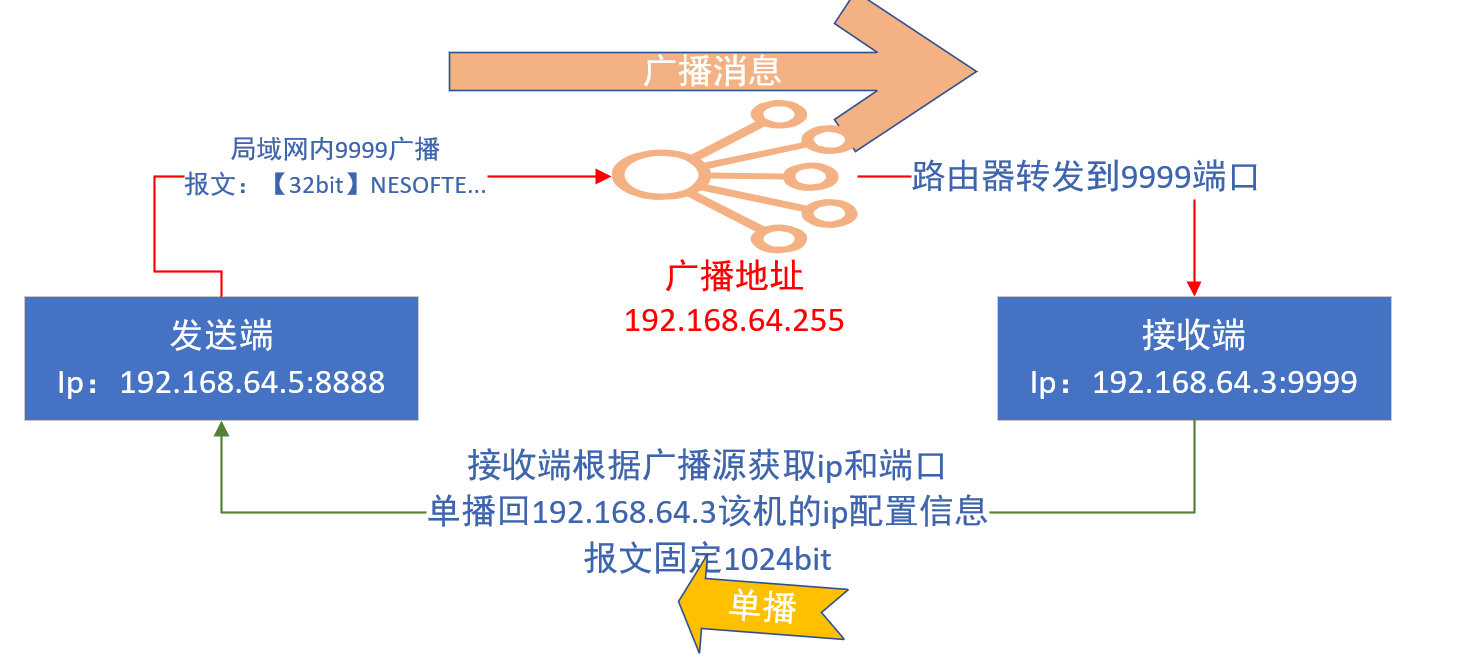 广播消息
局域网内9999广播
报文：【32bit】NESOFTE...
路由器转发到9999端口
广播地址
192.168.64.255
发送端
Ip：192.168.64.5:8888
接收端
Ip：192.168.64.3:9999
接收端根据广播源获取ip和端口
单播回192.168.64.3该机的ip配置信息
报文固定1024bit
单播